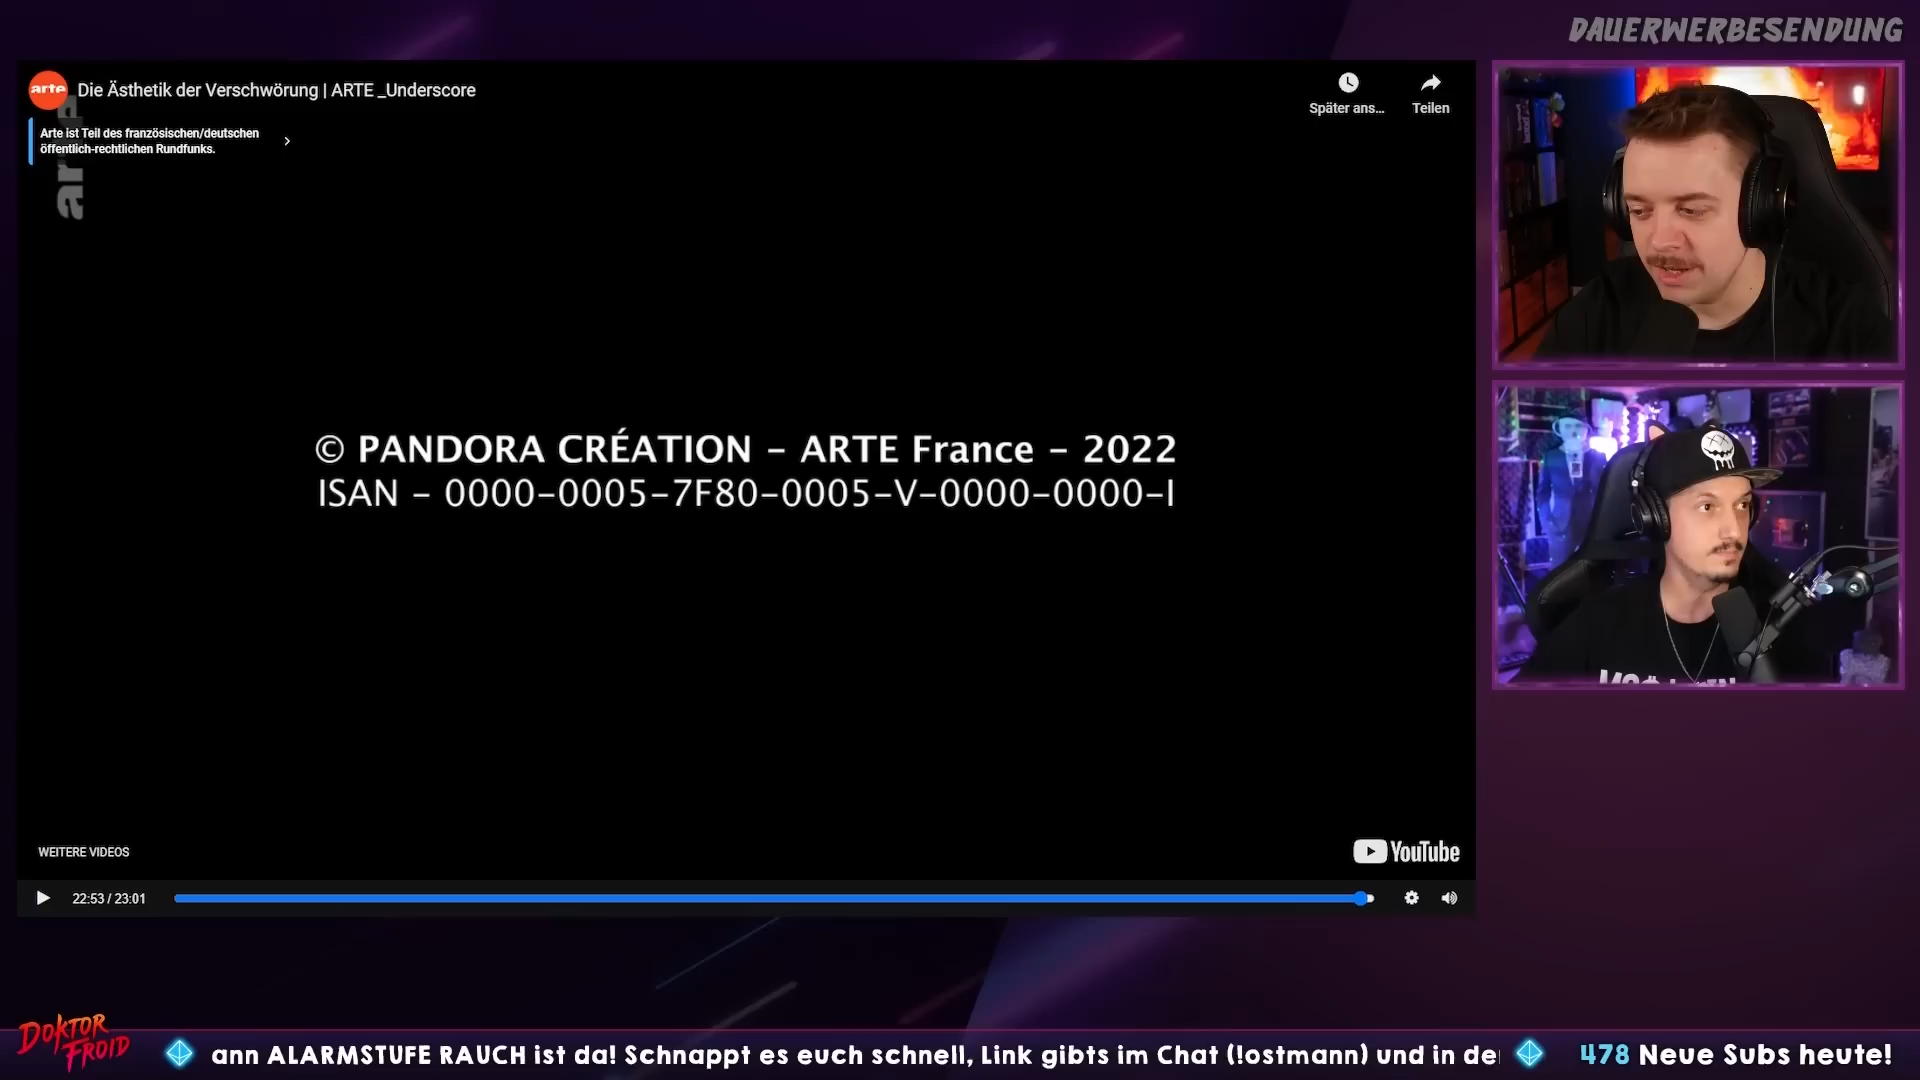 DAUERWERBESENDUNG
arte
Die Ästhetik der Verschwörung | ARTE _Underscore
Später ans...
Teilen
Arte ist Teil des französischen/deutschen
öffentlich-rechtlichen Rundfunks.
© PANDORA CRÉATION – ARTE France – 2022
ISAN – 0000-0005-7F80-0005-V-0000-0000-I
WEITERE VIDEOS
YouTube
22:53 / 23:01
DOKTOR
FROID
ann ALARMSTUFE RAUCH ist da! Schnappt es euch schnell, Link gibts im Chat (!ostmann) und in de
478 Neue Subs heute!